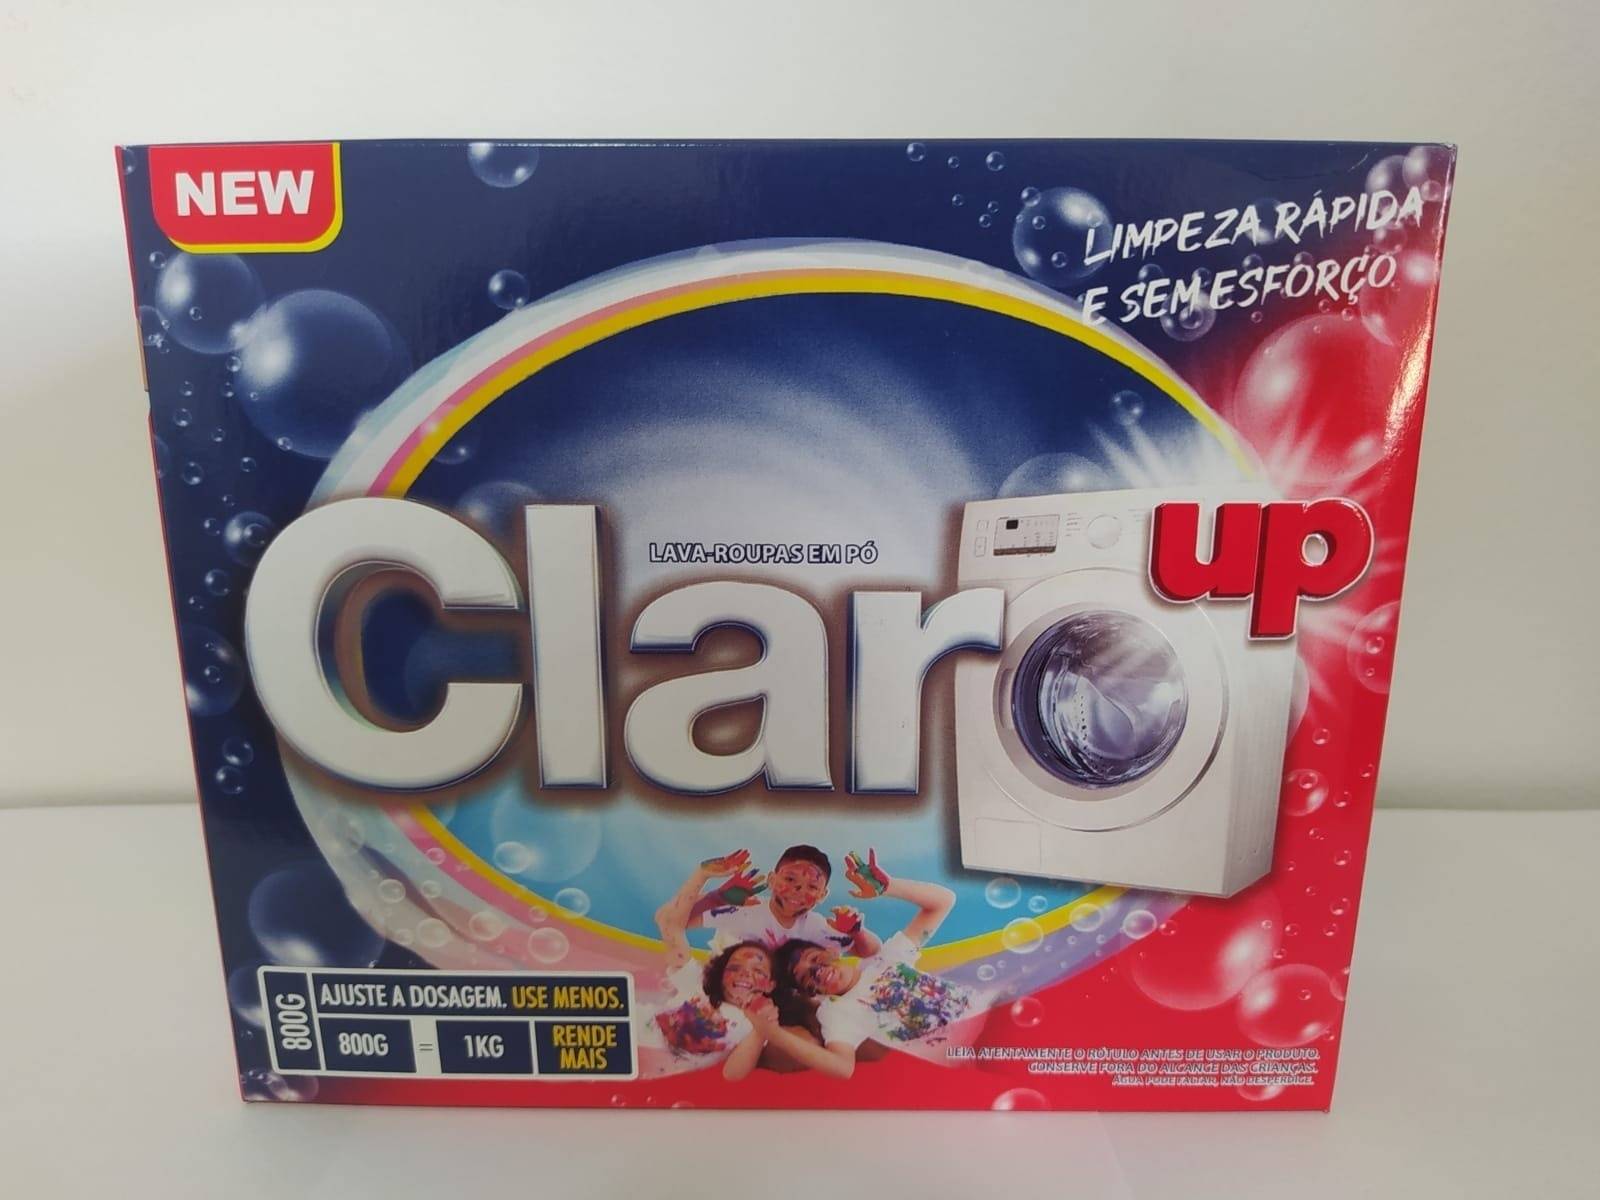 NEW
LIMPEZA RÁPIDA
E SEM ESFORÇO
LAVA-ROUPAS EM PÓ
Clar
up
800G
AJUSTE A DOSAGEM. USE MENOS.
800G = 1KG
RENDE
MAIS
LEIA ATENTAMENTE O RÓTULO ANTES DE USAR O PRODUTO.
CONSERVE FORA DO ALCANCE DAS CRIANÇAS.
ÁGUA PODE FALTAR, NÃO DESPERDICE.